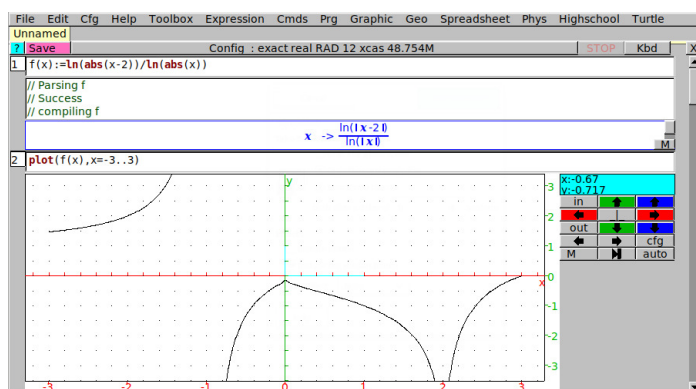 File Edit Cfg Help Toolbox Expression Cmds Prg Graphic Geo Spreadsheet Phys Highschool Turtle
Unnamed
? Save Config : exact real RAD 12 xcas 48.754M STOP Kbd X
1 f(x):=ln(abs(x-2))/ln(abs(x))
// Parsing f
// Success
// compiling f
x -> ln(|x-2|)/ln(|x|)
M
2 plot(f(x),x=-3..3)
y
3
2
1
0
x
-1
-2
-3
-3 -2 -1 0 1 2 3
x:-0.67
y:-0.717
in
out
cfg
M auto